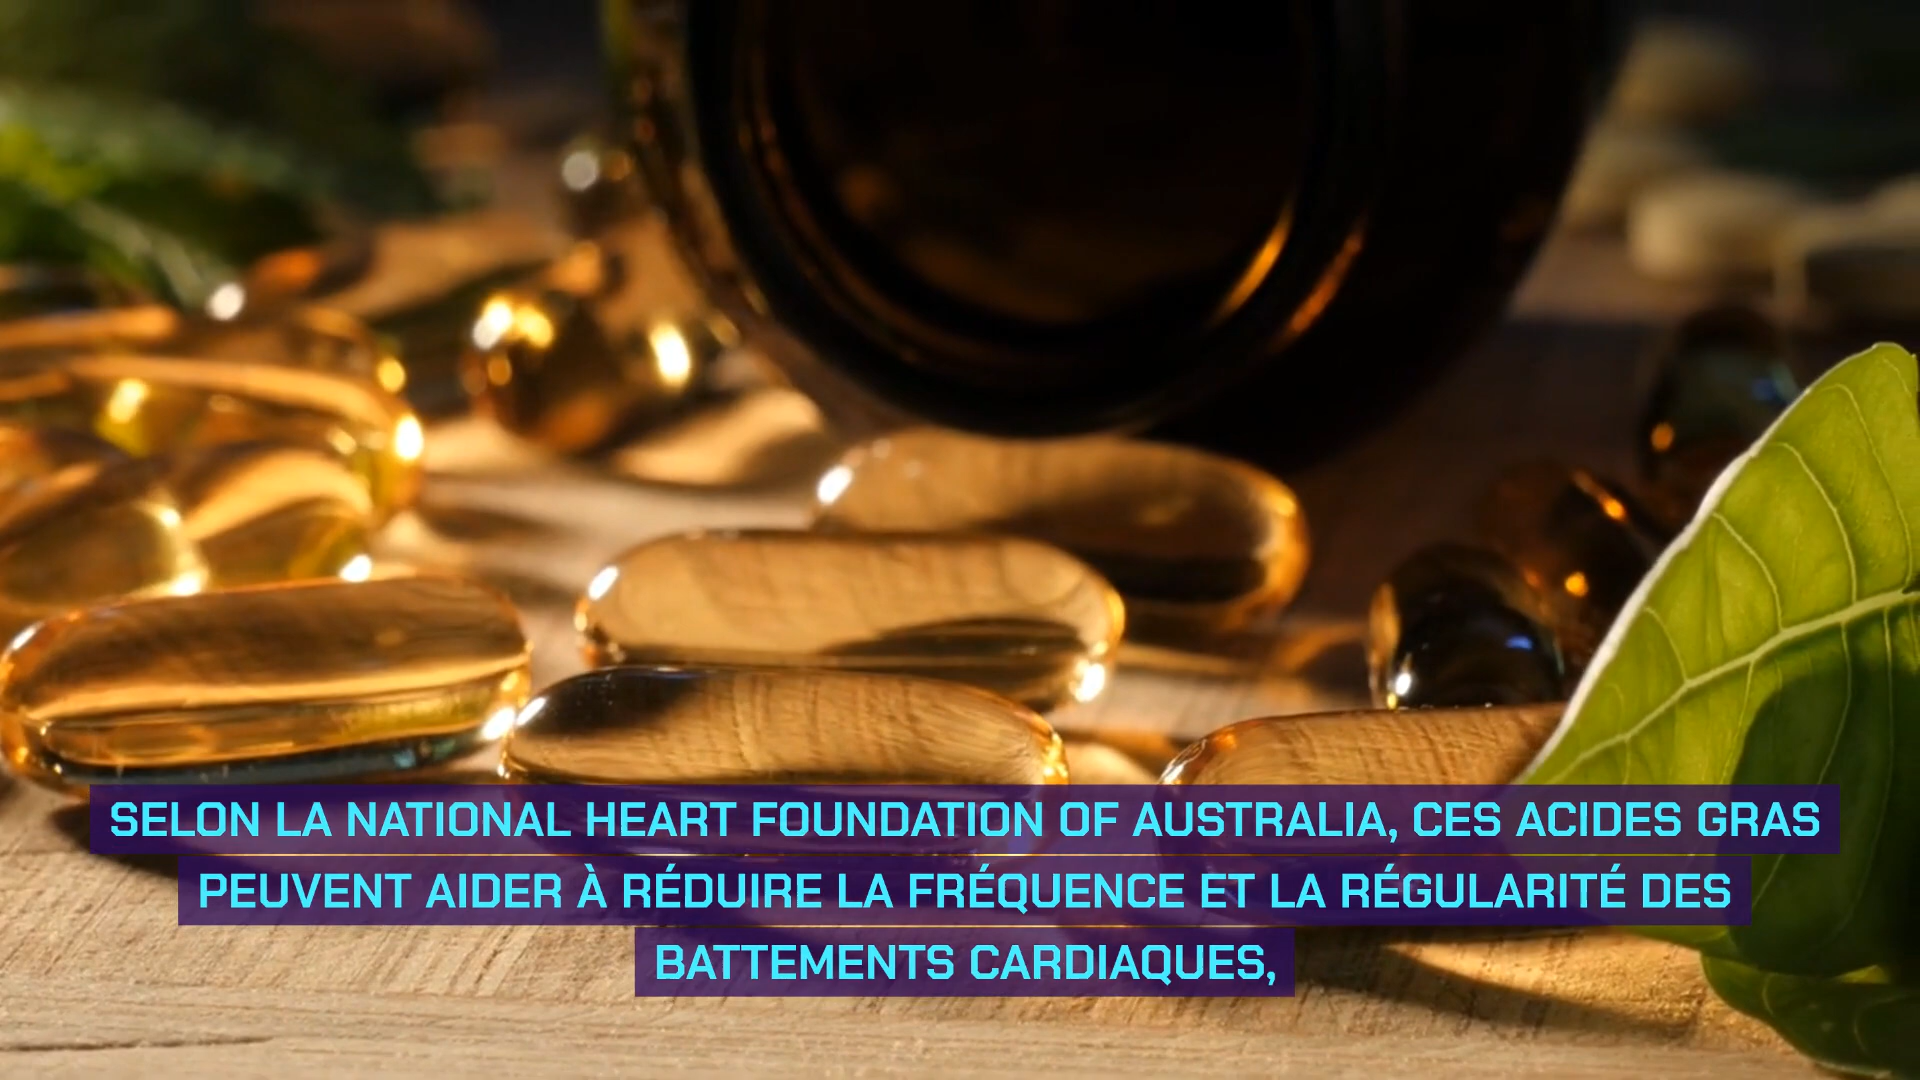 SELON LA NATIONAL HEART FOUNDATION OF AUSTRALIA, CES ACIDES GRAS
PEUVENT AIDER À RÉDUIRE LA FRÉQUENCE ET LA RÉGULARITÉ DES
BATTEMENTS CARDIAQUES,